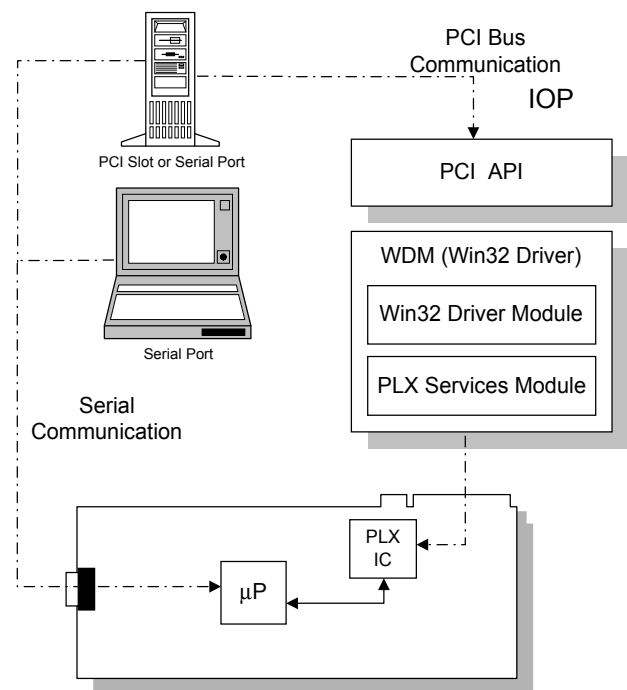 PCI Bus
Communication
IOP
PCI Slot or Serial Port
PCI API
WDM (Win32 Driver)
Win32 Driver Module
PLX Services Module
Serial Port
Serial
Communication
PLX
IC
μP